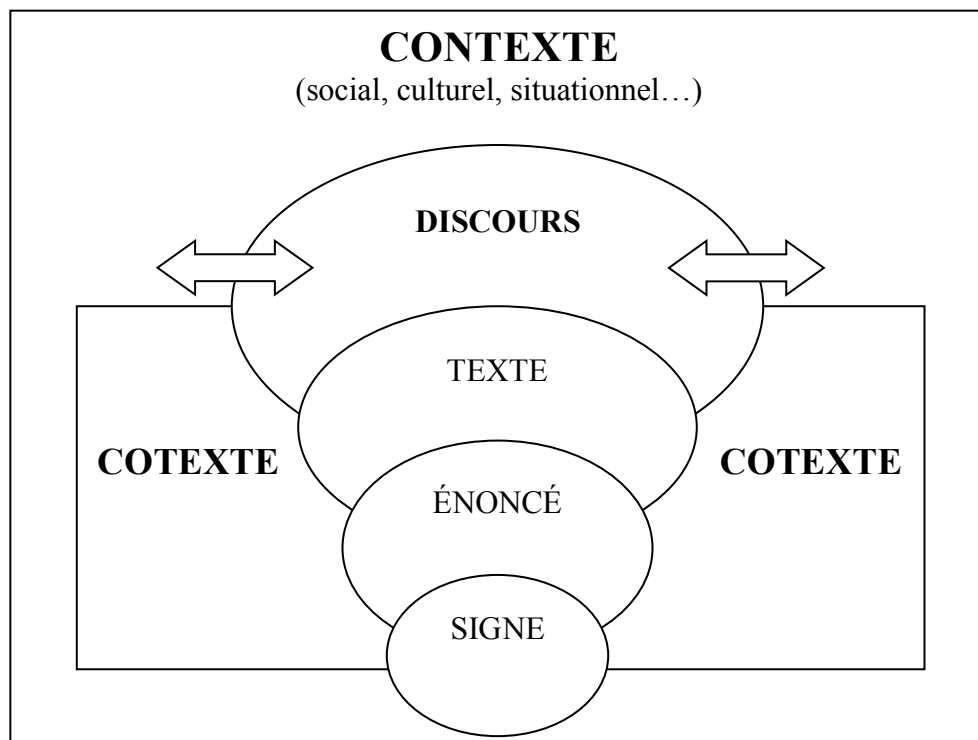 CONTEXTE
(social, culturel, situationnel…)
DISCOURS
TEXTE
COTEXTE
COTEXTE
ÉNONCÉ
SIGNE